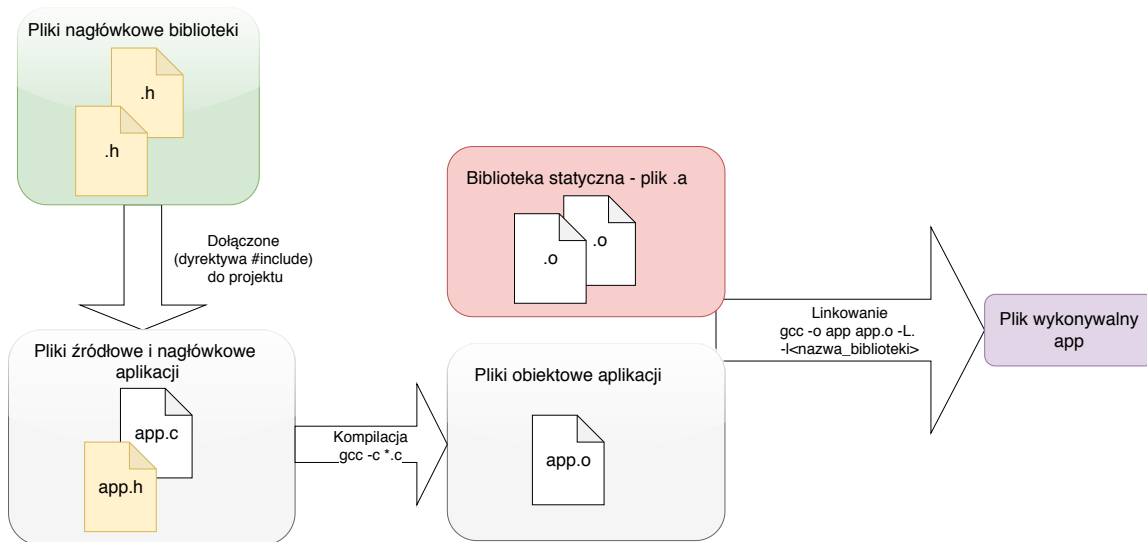 Pliki nagłówkowe biblioteki
.h
.h
Dołączone
(dyrektywa #include)
do projektu
Pliki źródłowe i nagłówkowe
aplikacji
app.c
app.h
Kompilacja
gcc -c *.c
Biblioteka statyczna - plik .a
.o
.o
Pliki obiektowe aplikacji
app.o
Linkowanie
gcc -o app app.o -L.
-l<nazwa_biblioteki>
Plik wykonywalny
app